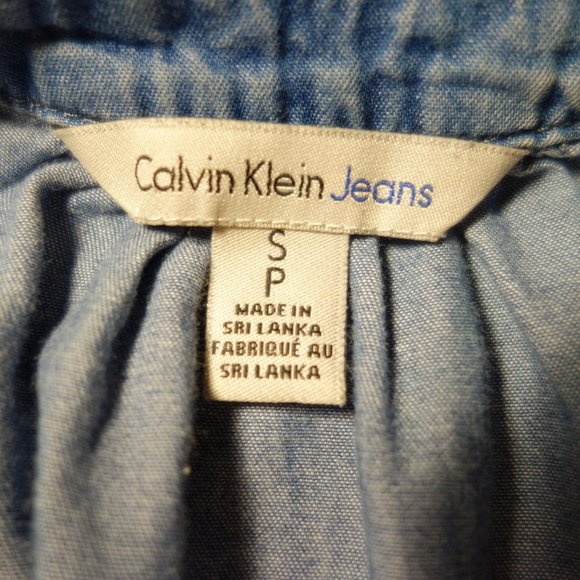 Calvin Klein Jeans
S
P
MADE IN
SRI LANKA
FABRIQUÉ AU
SRI LANKA